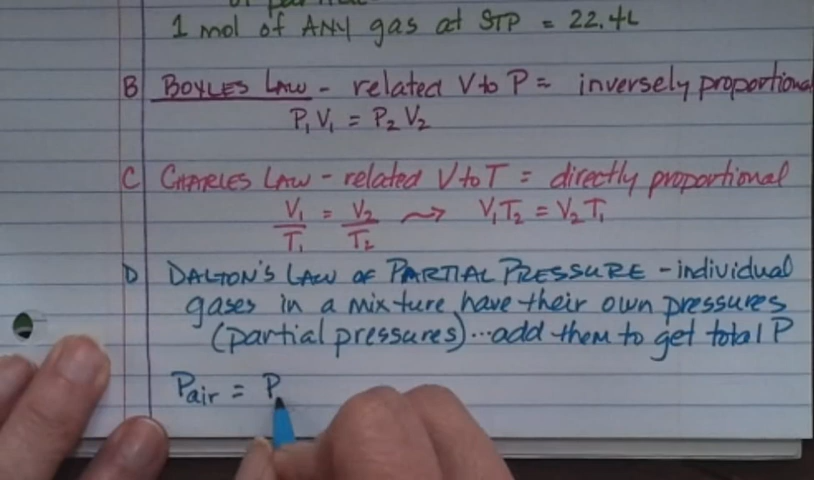 1 mol of ANY gas at STP = 22.4L
B BOYLES LAW - related V to P = inversely proportional
P₁V₁ = P₂V₂
C CHARLES LAW - related V to T = directly proportional
V₁/T₁ = V₂/T₂ ⇝ V₁T₂ = V₂T₁
D DALTON'S LAW OF PARTIAL PRESSURE - individual
gases in a mixture have their own pressures
(partial pressures)...add them to get total P
Pair = P